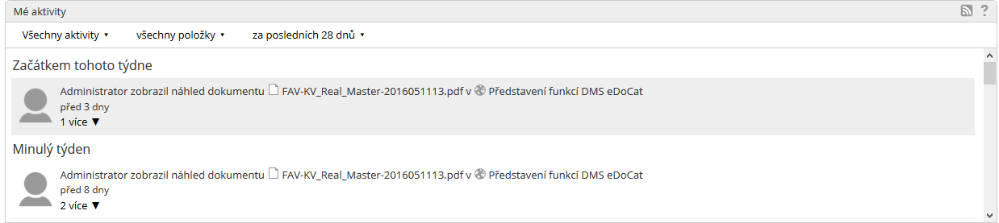 Mé aktivity
Všechny aktivity ▾ všechny položky ▾ za posledních 28 dnů ▾
Začátkem tohoto týdne
Administrator zobrazil náhled dokumentu FAV-KV_Real_Master-2016051113.pdf v Představení funkcí DMS eDoCat
před 3 dny
1 více ▼
Minulý týden
Administrator zobrazil náhled dokumentu FAV-KV_Real_Master-2016051113.pdf v Představení funkcí DMS eDoCat
před 8 dny
2 více ▼